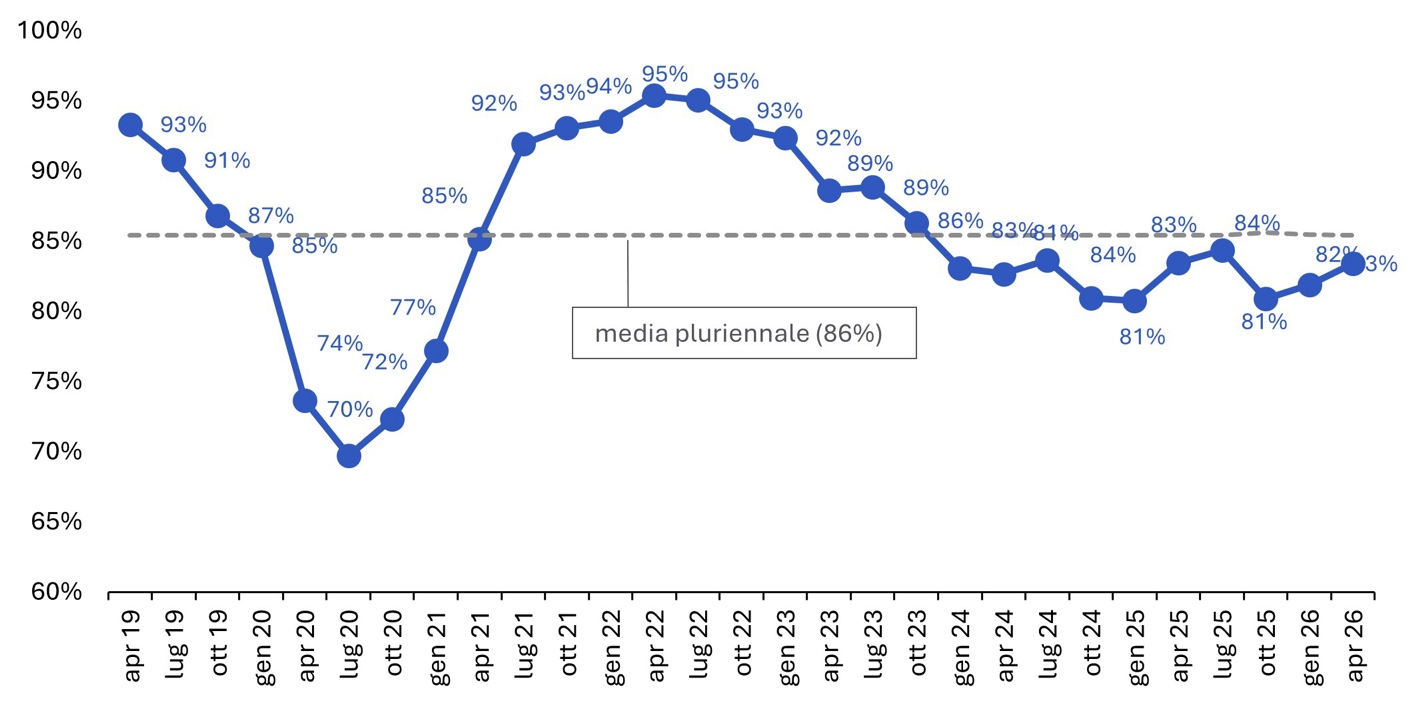 100%
95%
90%
85%
80%
75%
70%
65%
60%
93%
91%
87%
85%
74%
70%
72%
77%
85%
92%
93%
94%
95%
95%
93%
92%
89%
89%
86%
83%
81%
84%
81%
83%
84%
81%
82%
3%
media pluriennale (86%)
apr 19
lug 19
ott 19
gen 20
apr 20
lug 20
ott 20
gen 21
apr 21
lug 21
ott 21
gen 22
apr 22
lug 22
ott 22
gen 23
apr 23
lug 23
ott 23
gen 24
apr 24
lug 24
ott 24
gen 25
apr 25
lug 25
ott 25
gen 26
apr 26